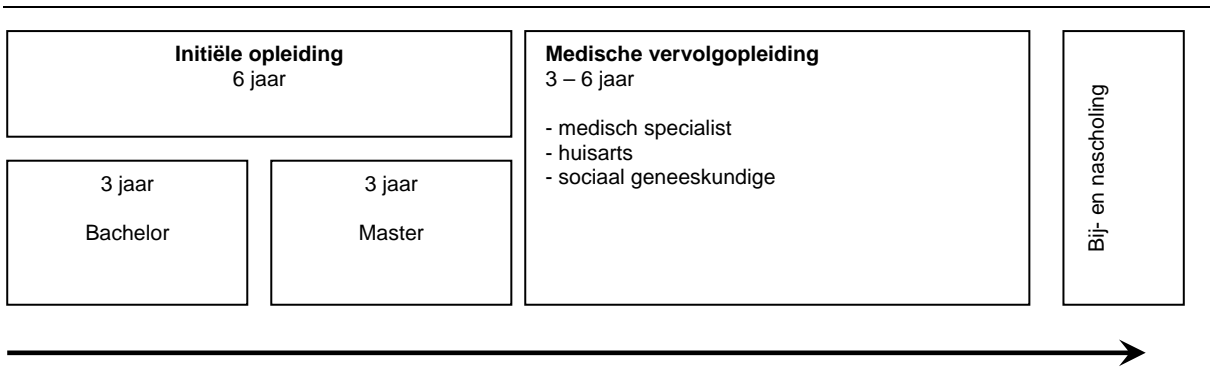 Initiële opleiding
6 jaar
3 jaar
Bachelor
3 jaar
Master
Medische vervolgopleiding
3 – 6 jaar
- medisch specialist
- huisarts
- sociaal geneeskundige
Bij- en nascholing